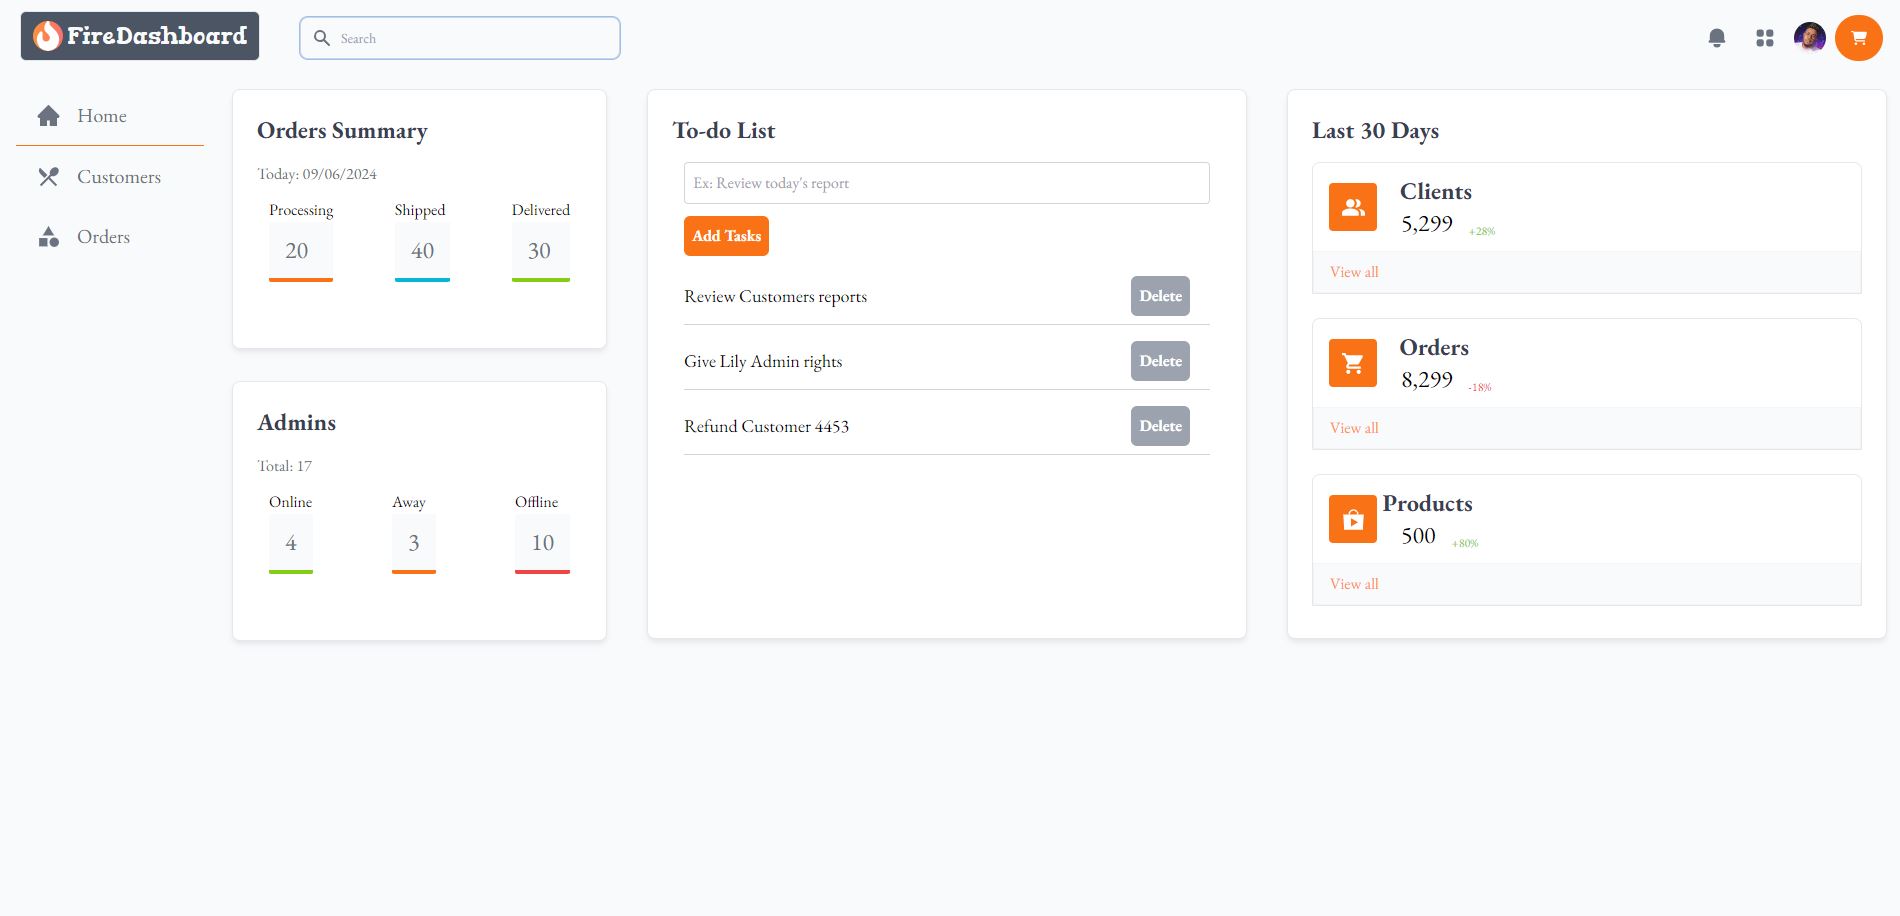 FireDashboard
Search
Home
Customers
Orders
Orders Summary
Today: 09/06/2024
Processing Shipped Delivered
20 40 30
Admins
Total: 17
Online Away Offline
4 3 10
To-do List
Ex: Review today's report
Add Tasks
Review Customers reports Delete
Give Lily Admin rights Delete
Refund Customer 4453 Delete
Last 30 Days
Clients
5,299 +28%
View all
Orders
8,299 -18%
View all
Products
500 +80%
View all